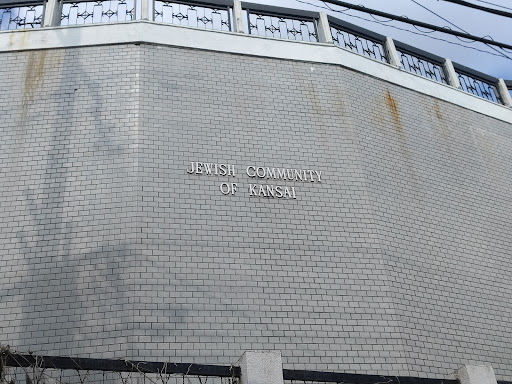 JEWISH COMMUNITY
OF KANSAI